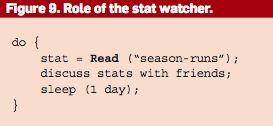 Figure 9. Role of the stat watcher.
do {
stat = Read ("season-runs");
discuss stats with friends;
sleep (1 day);
}